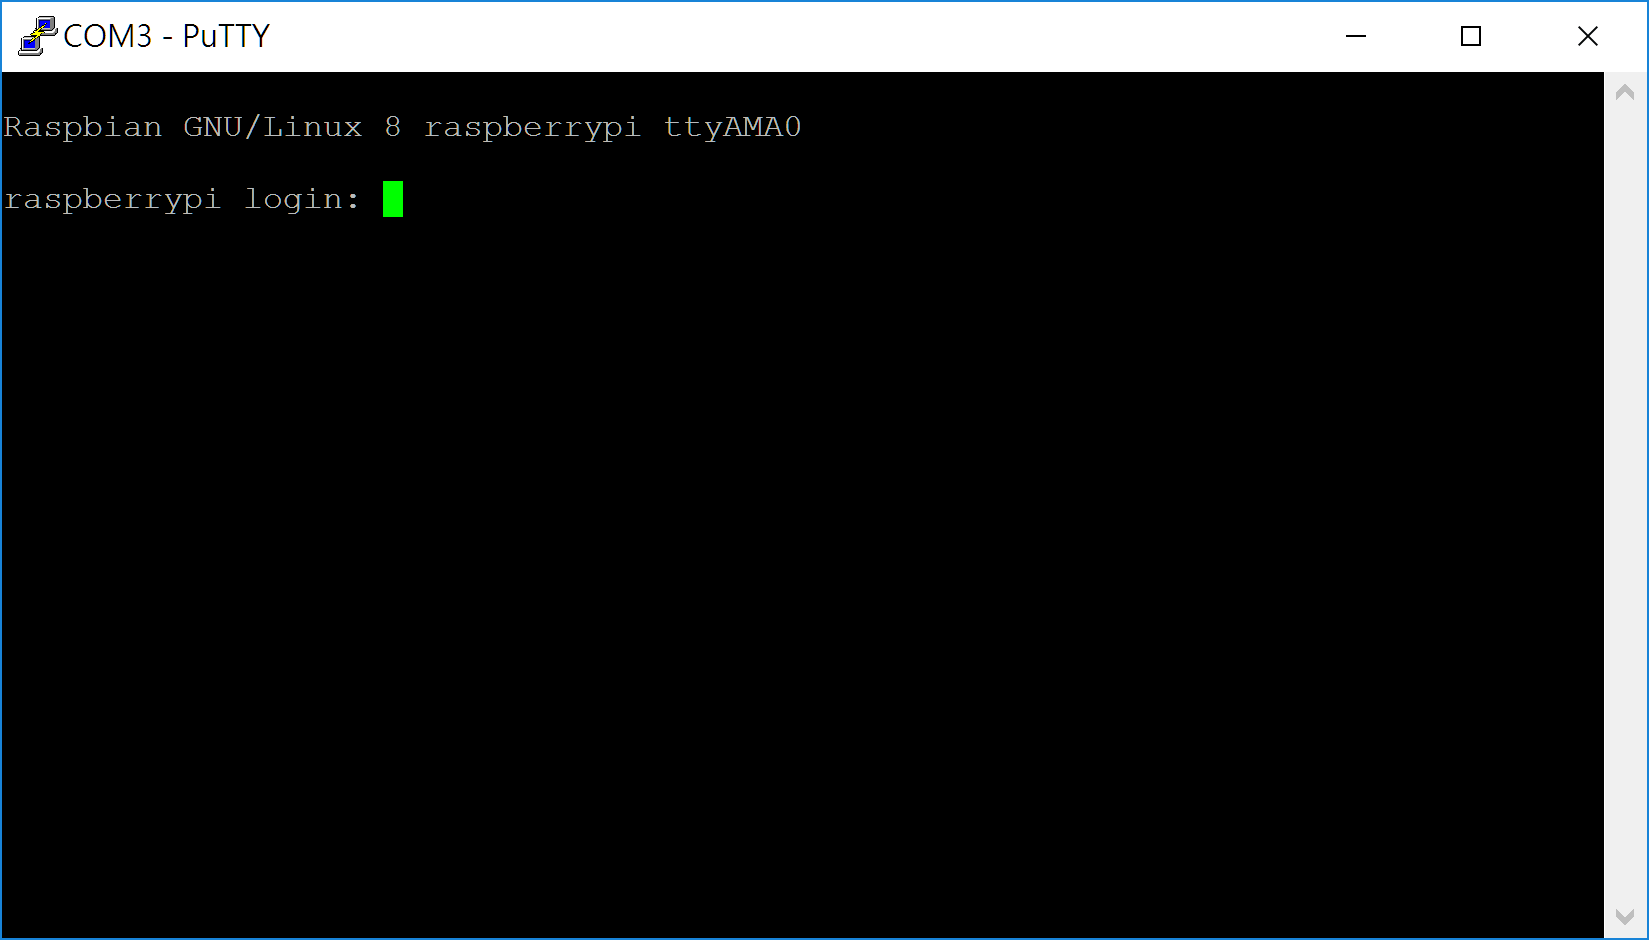 COM3 - PuTTY
Raspbian GNU/Linux 8 raspberrypi ttyAMA0
raspberrypi login: